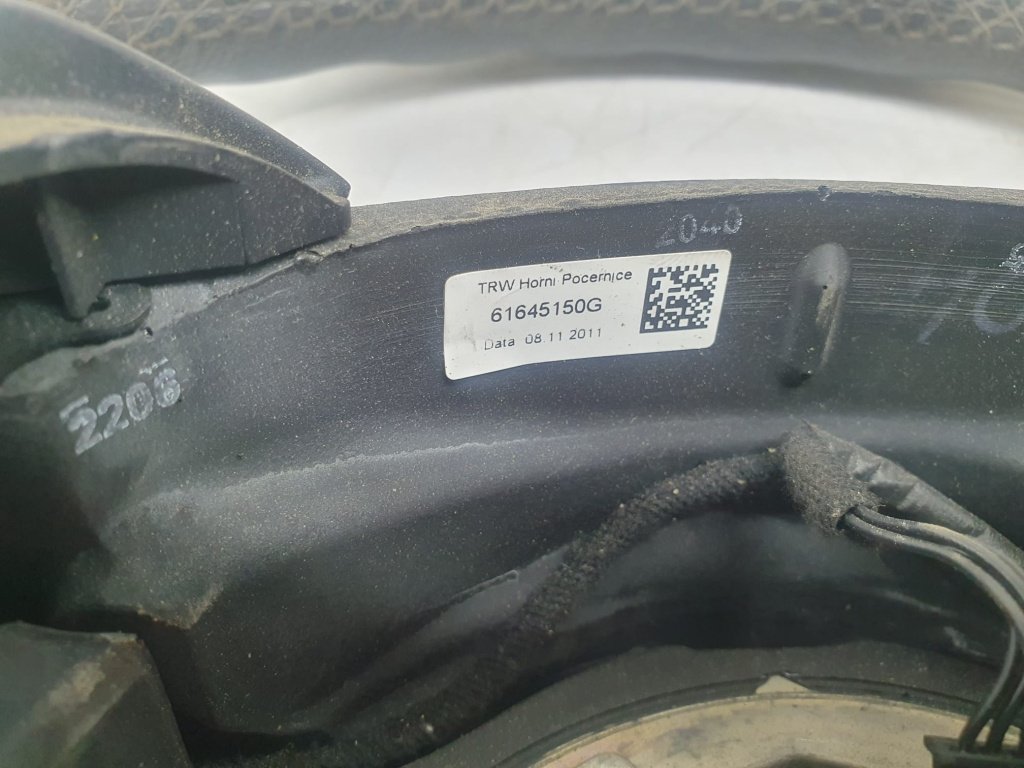 2040
TRW Horni Pocernice
61645150G
Data 08.11.2011
2206